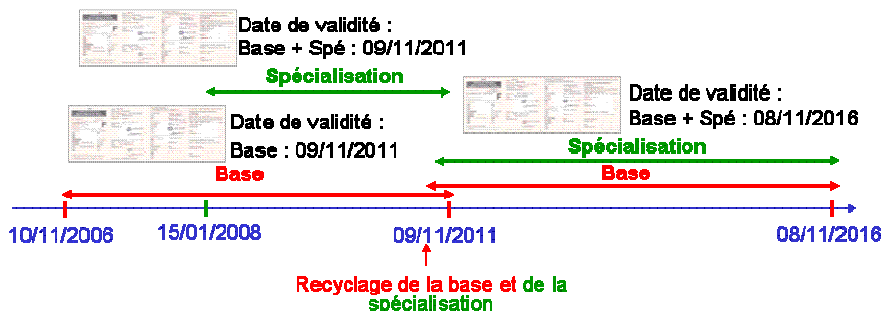 Date de validité :
Base + Spé : 09/11/2011
Spécialisation
Date de validité :
Base + Spé : 08/11/2016
Date de validité :
Base : 09/11/2011
Spécialisation
Base
Base
10/11/2006
15/01/2008
09/11/2011
08/11/2016
Recyclage de la base et de la
spécialisation